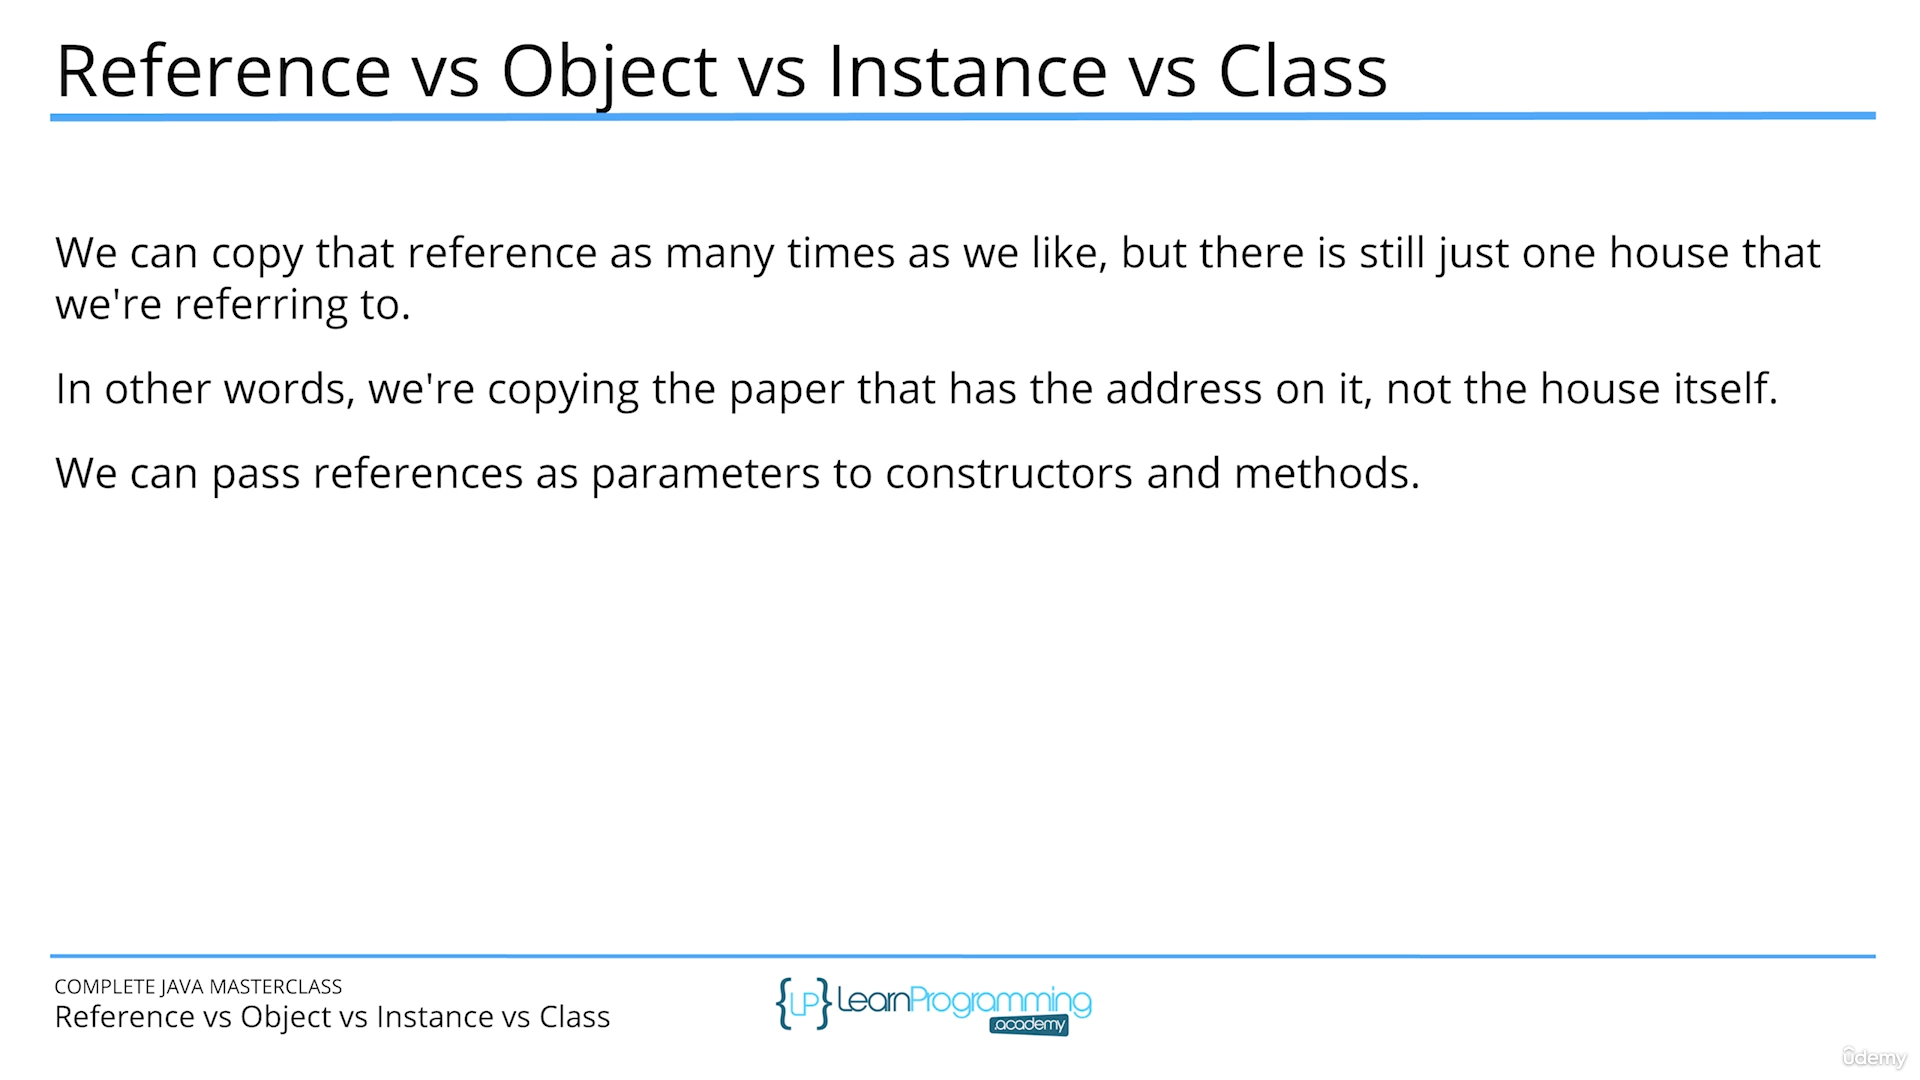 Reference vs Object vs Instance vs Class
We can copy that reference as many times as we like, but there is still just one house that
we're referring to.
In other words, we're copying the paper that has the address on it, not the house itself.
We can pass references as parameters to constructors and methods.
COMPLETE JAVA MASTERCLASS
Reference vs Object vs Instance vs Class
{LP} LearnProgramming
.academy
ûdemy